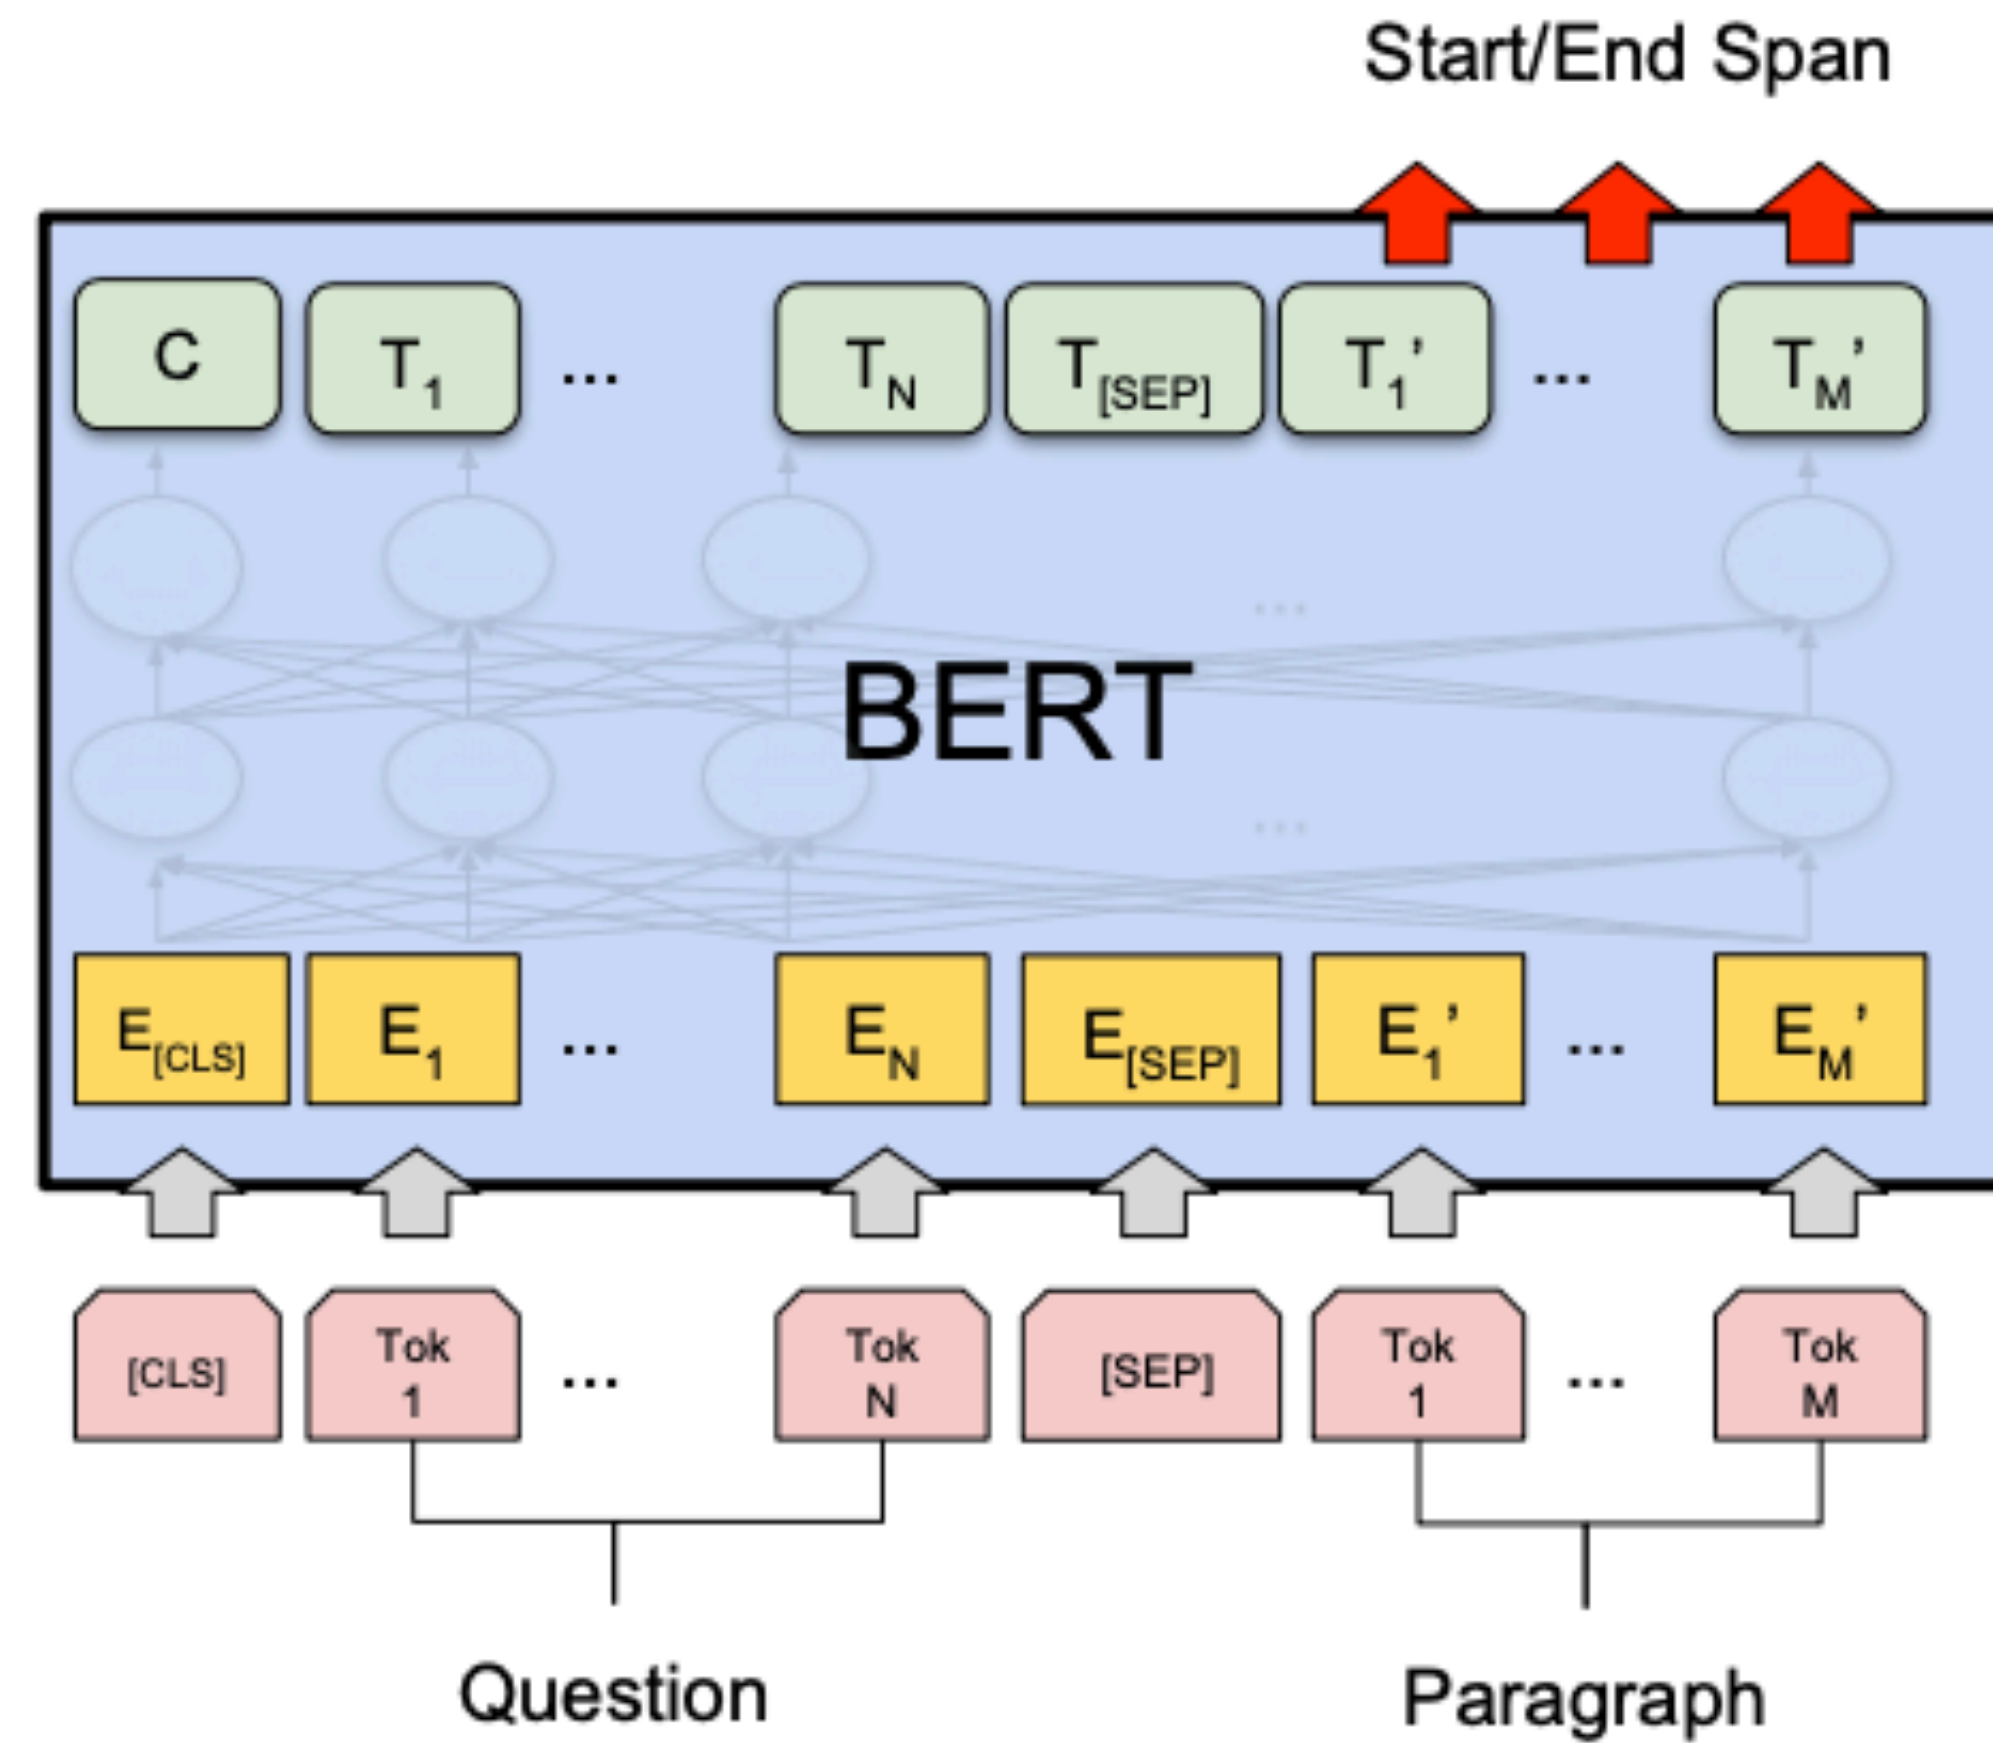 Start/End Span
C T1 ... TN T[SEP] T1’ ... TM’
...
BERT
...
E[CLS] E1 ... EN E[SEP] E1’ ... EM’
[CLS] Tok 1 ... Tok N [SEP] Tok 1 ... Tok M
Question Paragraph